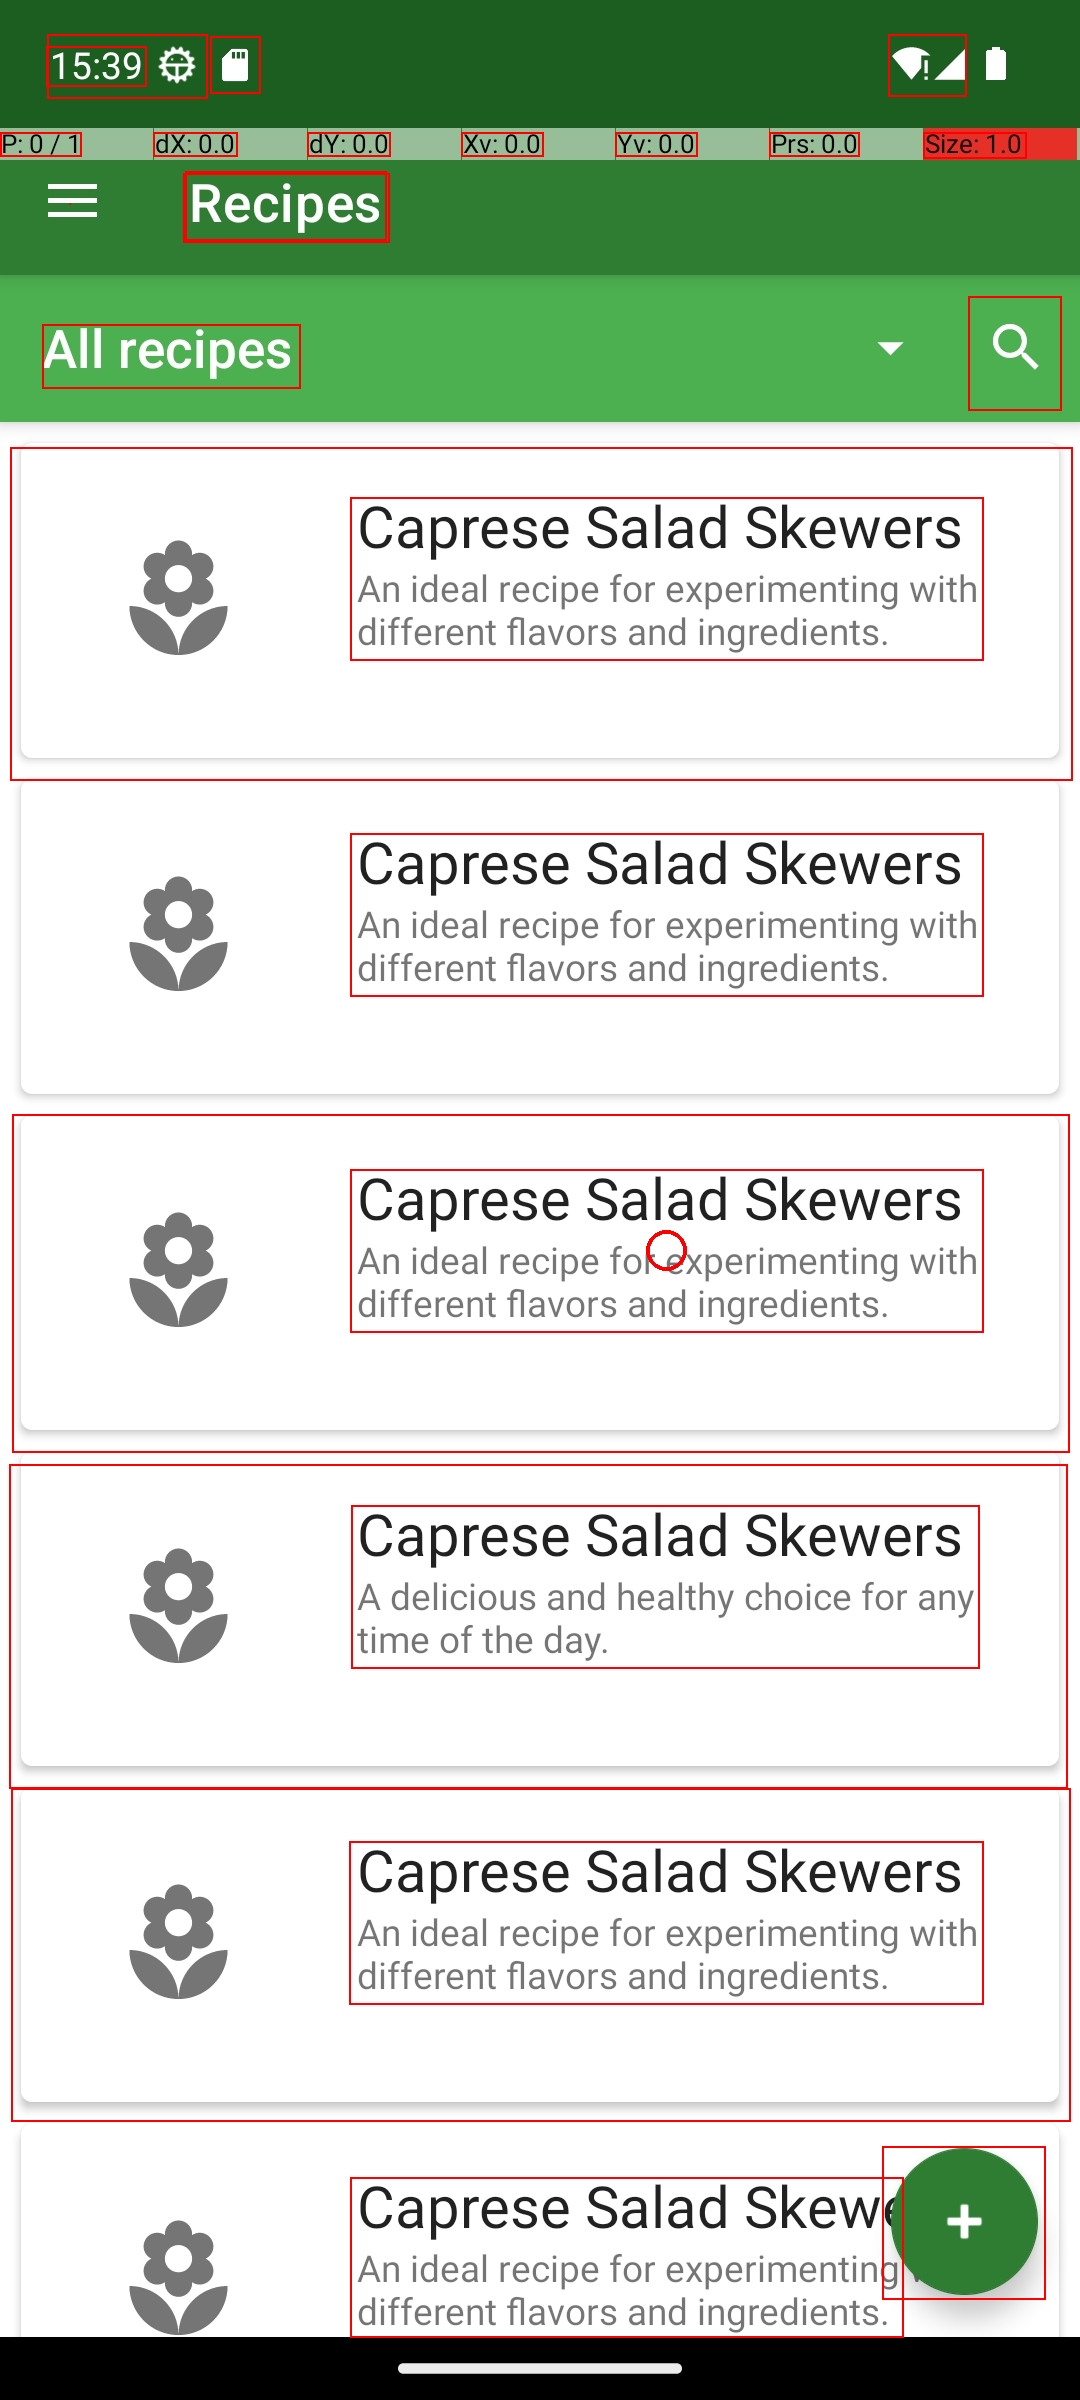 15:39
P: 0 / 1 dX: 0.0 dY: 0.0 Xv: 0.0 Yv: 0.0 Prs: 0.0 Size: 1.0
Recipes
All recipes
Caprese Salad Skewers
An ideal recipe for experimenting with
different flavors and ingredients.
Caprese Salad Skewers
An ideal recipe for experimenting with
different flavors and ingredients.
Caprese Salad Skewers
An ideal recipe for experimenting with
different flavors and ingredients.
Caprese Salad Skewers
A delicious and healthy choice for any
time of the day.
Caprese Salad Skewers
An ideal recipe for experimenting with
different flavors and ingredients.
Caprese Salad Skewe
An ideal recipe for experimenting
different flavors and ingredients.